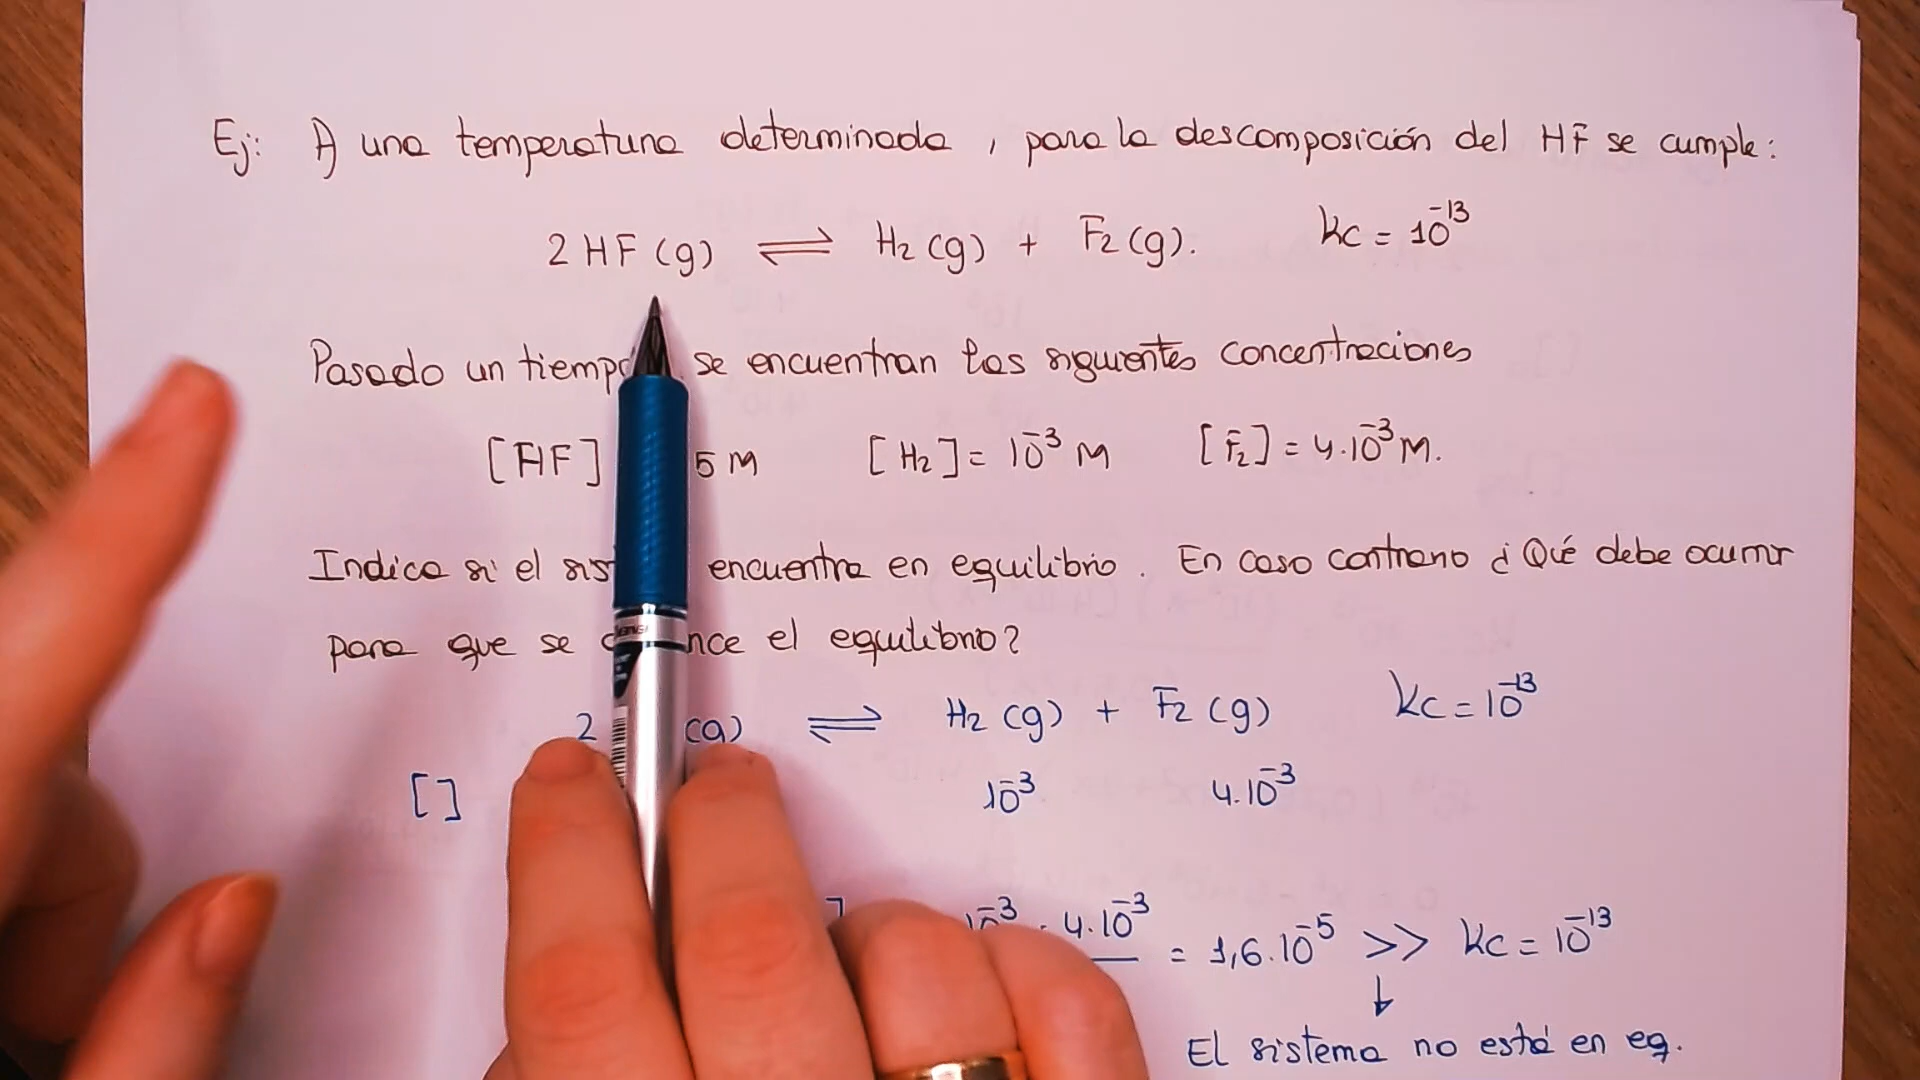 Ej: A una temperatura determinada, para la descomposición del HF se cumple:
2 HF (g) ⇌ H₂ (g) + F₂ (g). kc = 10⁻¹³
Pasado un tiemp se encuentran las siguientes concentraciones
[HF] 5 M [H₂] = 10⁻³ M [F₂] = 4·10⁻³ M.
Indica si el sis encuentra en equilibrio. En caso contrario ¿Qué debe ocurrir
para que se nce el equilibrio?
2 (g) ⇌ H₂ (g) + F₂ (g) kc = 10⁻¹³
[ ] 10⁻³ 4·10⁻³
] 10⁻³ · 4·10⁻³ = 1,6·10⁻⁵ >> kc = 10⁻¹³
↓
El sistema no está en eq.